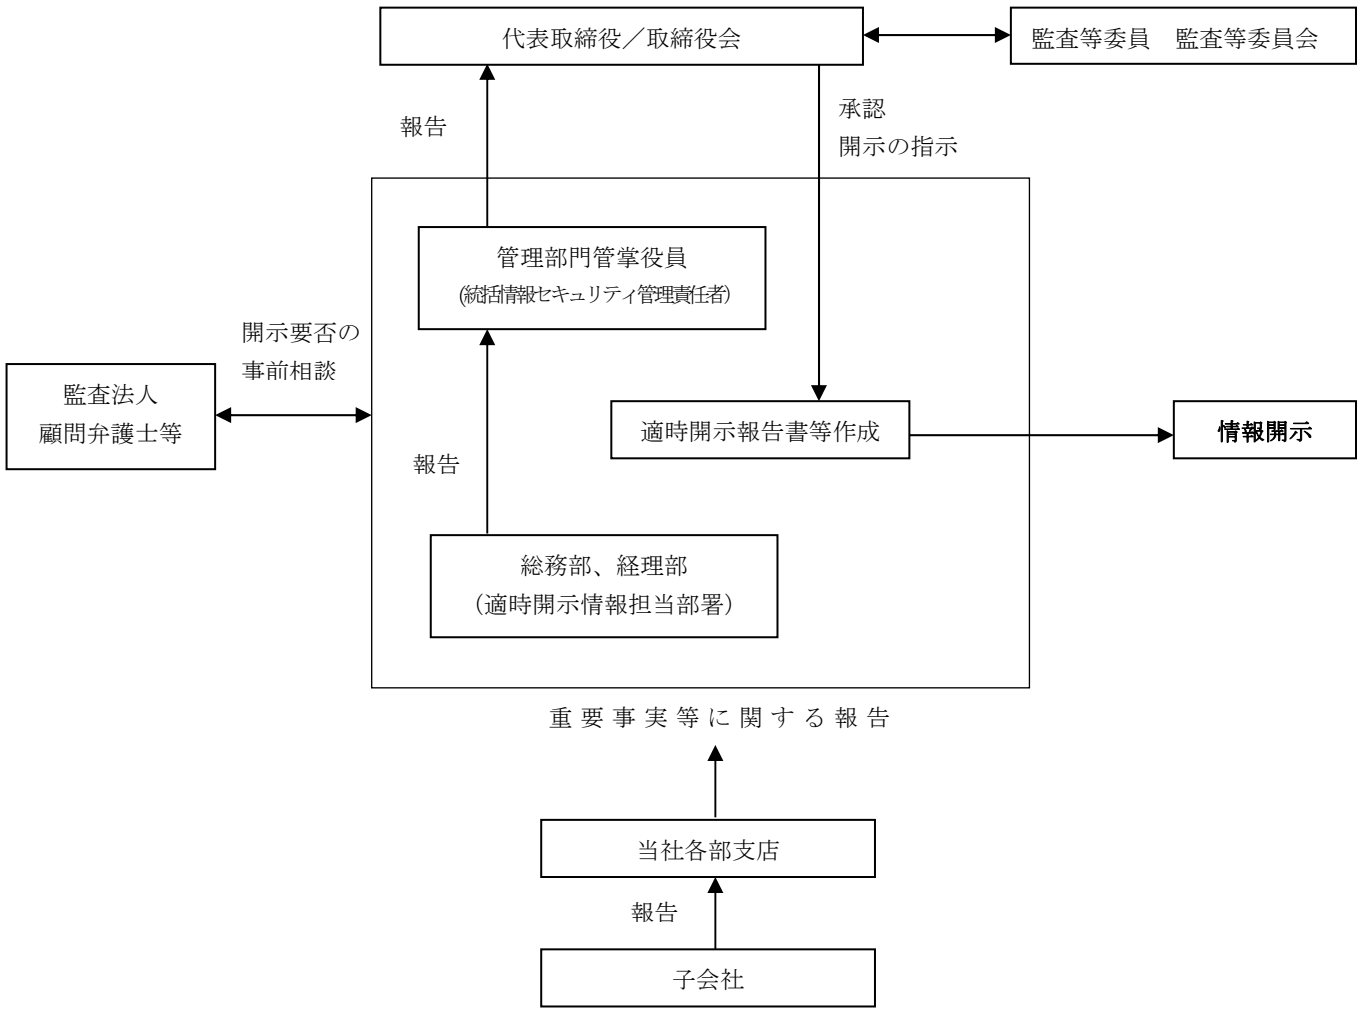 代表取締役／取締役会
監査等委員　監査等委員会
報告
承認
開示の指示
管理部門管掌役員
(統括情報セキュリティ管理責任者)
開示要否の
事前相談
監査法人
顧問弁護士等
適時開示報告書等作成
情報開示
報告
総務部、経理部
（適時開示情報担当部署）
重要事実等に関する報告
当社各部支店
報告
子会社